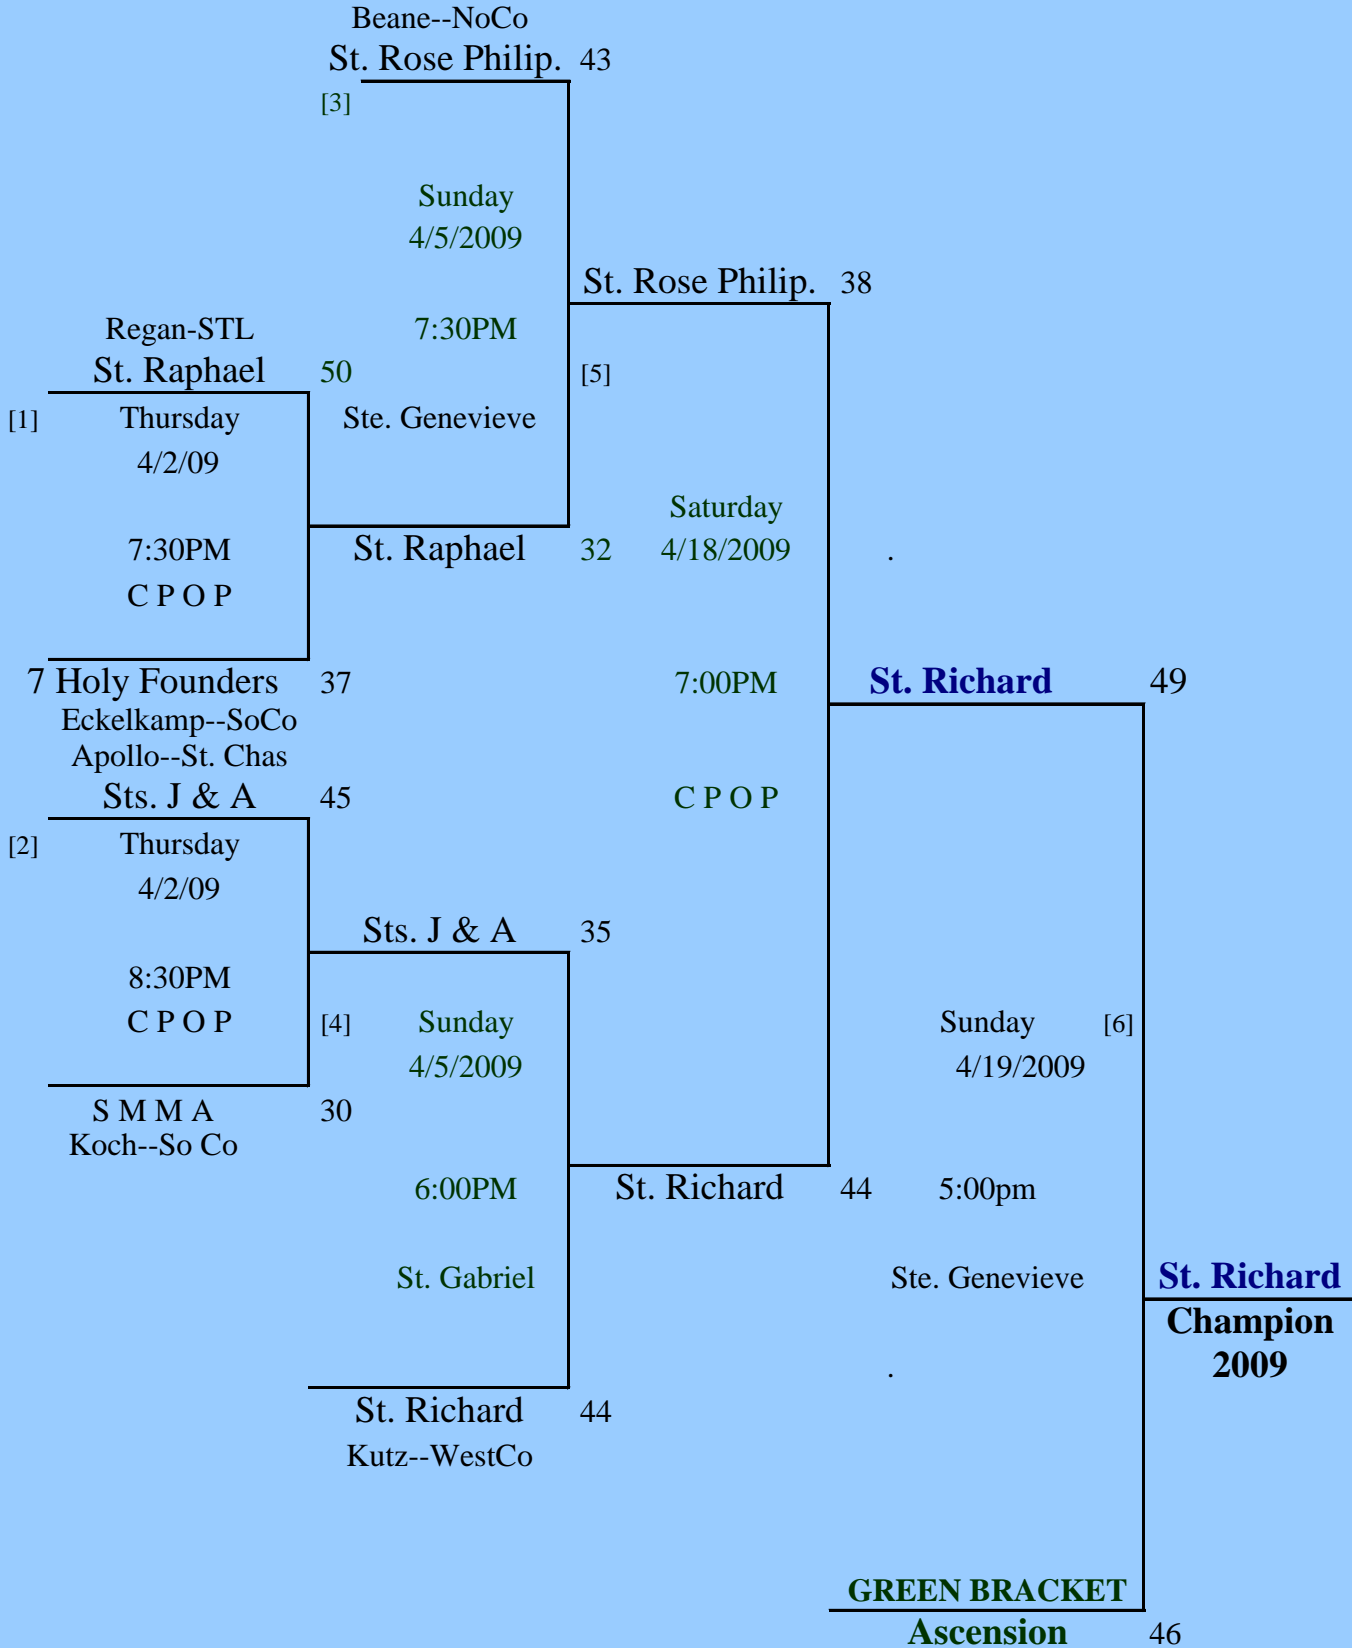 Beane--NoCo
St. Rose Philip. 43
[3]
Sunday
4/5/2009
St. Rose Philip. 38
Regan-STL 7:30PM
St. Raphael 50 [5]
[1] Thursday Ste. Genevieve
4/2/09
Saturday
7:30PM St. Raphael 32 4/18/2009 .
C P O P
7 Holy Founders 37 7:00PM St. Richard 49
Eckelkamp--SoCo
Apollo--St. Chas
Sts. J & A 45 C P O P
[2] Thursday
4/2/09
Sts. J & A 35
8:30PM
C P O P [4] Sunday Sunday [6]
4/5/2009 4/19/2009
S M M A 30
Koch--So Co
6:00PM St. Richard 44 5:00pm
St. Gabriel Ste. Genevieve St. Richard
Champion
. 2009
St. Richard 44
Kutz--WestCo
GREEN BRACKET
Ascension 46